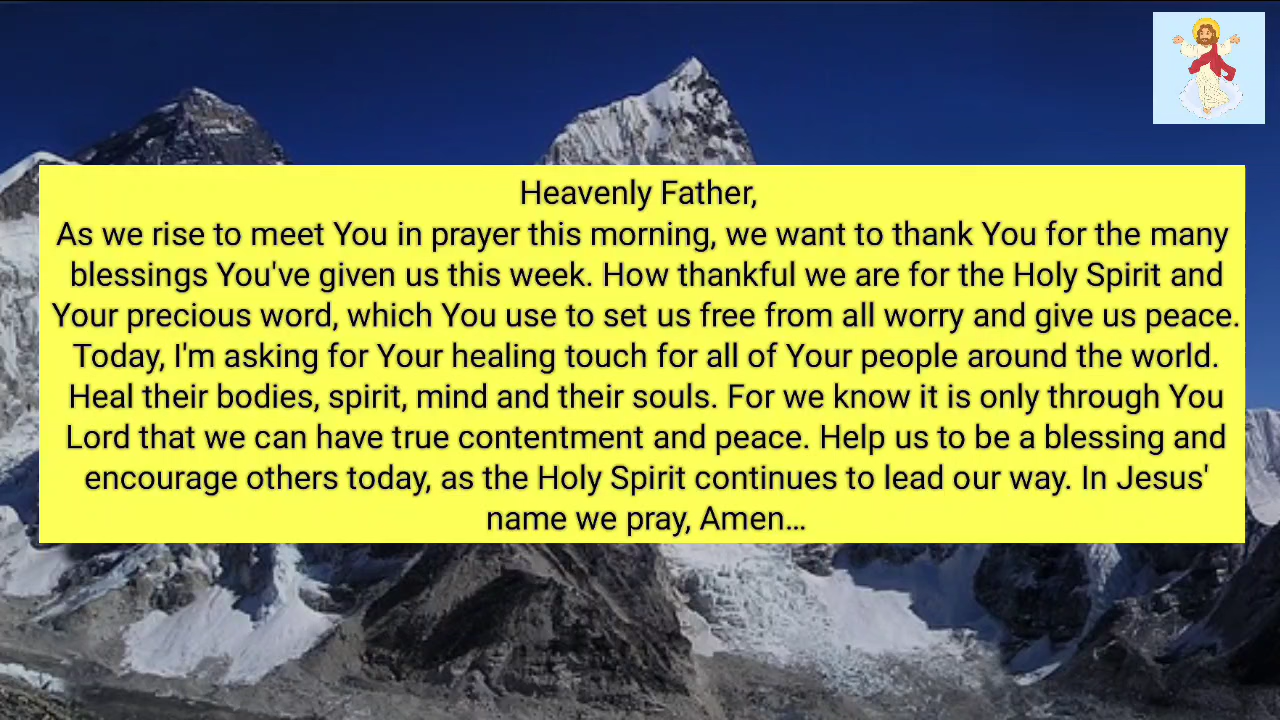 Heavenly Father,
As we rise to meet You in prayer this morning, we want to thank You for the many
blessings You've given us this week. How thankful we are for the Holy Spirit and
Your precious word, which You use to set us free from all worry and give us peace.
Today, I'm asking for Your healing touch for all of Your people around the world.
Heal their bodies, spirit, mind and their souls. For we know it is only through You
Lord that we can have true contentment and peace. Help us to be a blessing and
encourage others today, as the Holy Spirit continues to lead our way. In Jesus'
name we pray, Amen…